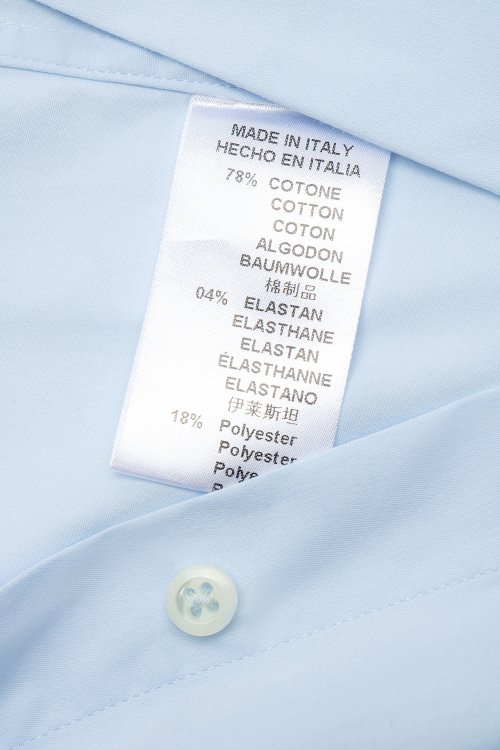 MADE IN ITALY
HECHO EN ITALIA
78% COTONE
COTTON
COTON
ALGODON
BAUMWOLLE
棉制品
04% ELASTAN
ELASTHANE
ELASTAN
ÉLASTHANNE
ELASTANO
伊莱斯坦
18% Polyester
Polyester